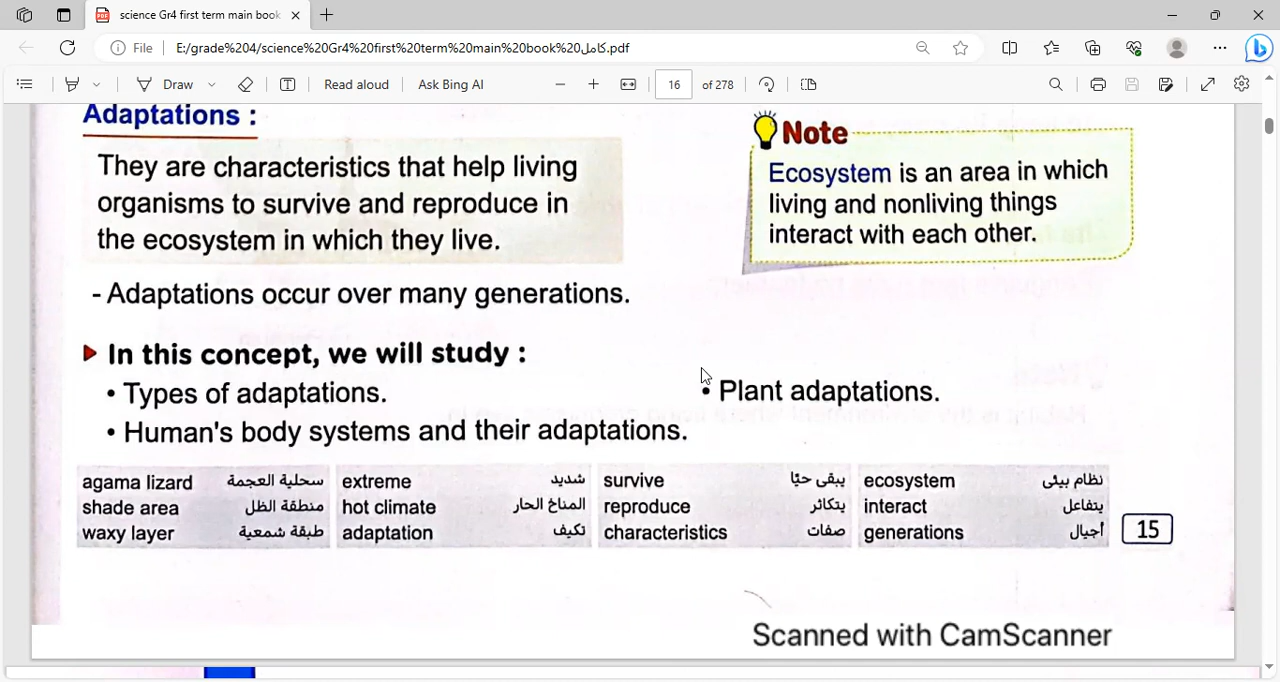 science Gr4 first term main book
File
E:/grade%204/science%20Gr4%20first%20term%20main%20book%20كامل.pdf
Draw
Read aloud
Ask Bing AI
16
of 278
Adaptations :
They are characteristics that help living
organisms to survive and reproduce in
the ecosystem in which they live.
Note
Ecosystem is an area in which
living and nonliving things
interact with each other.
- Adaptations occur over many generations.
In this concept, we will study :
• Types of adaptations.
• Plant adaptations.
• Human's body systems and their adaptations.
agama lizard سحلية العجمة extreme شديد survive يبقى حيًا ecosystem نظام بيئى
shade area منطقة الظل hot climate المناخ الحار reproduce يتكاثر interact يتفاعل
waxy layer طبقة شمعية adaptation تكيف characteristics صفات generations أجيال
15
Scanned with CamScanner